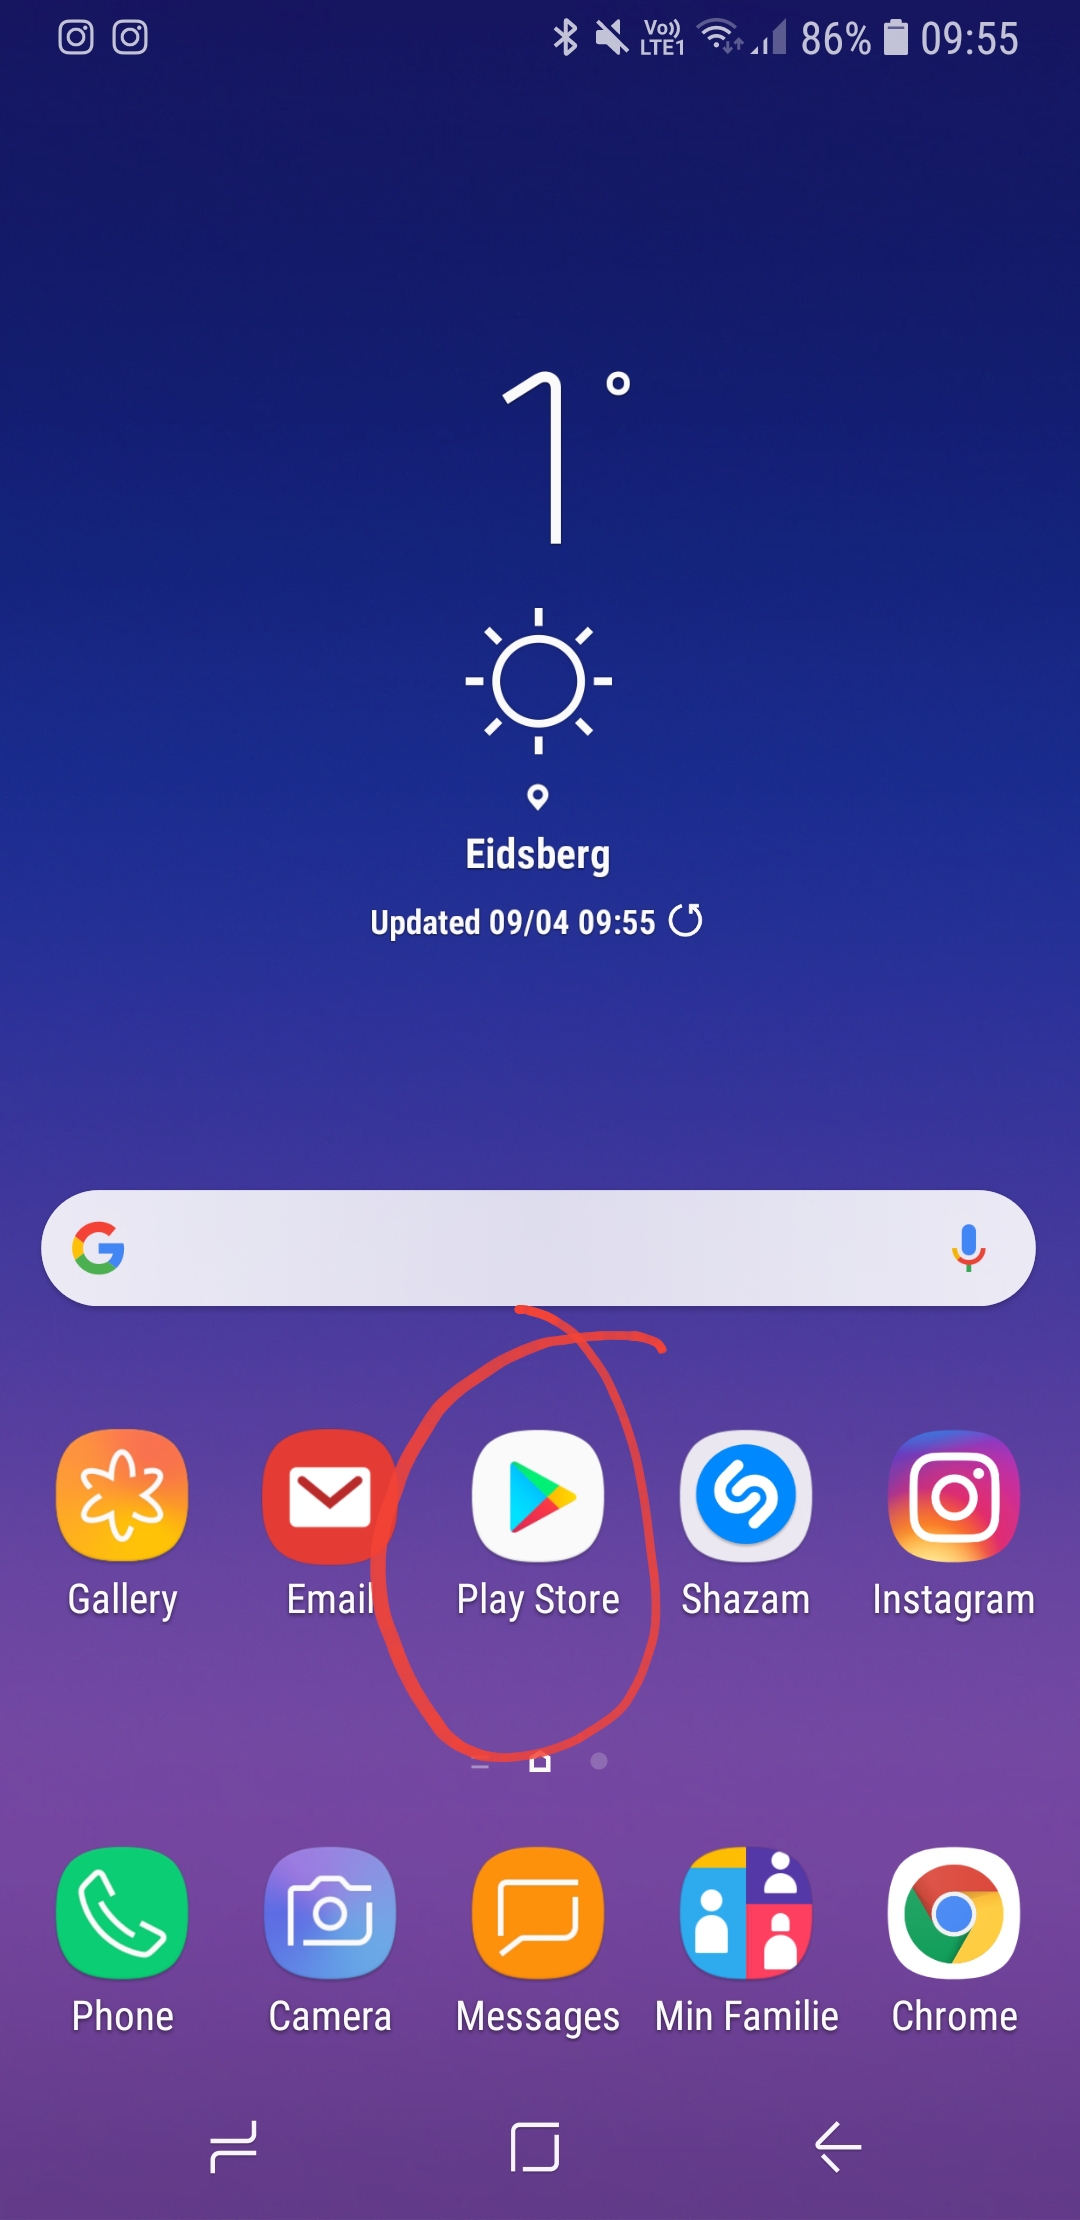 Vo)) LTE1 86% 09:55
1°
Eidsberg
Updated 09/04 09:55
Gallery Email Play Store Shazam Instagram
Phone Camera Messages Min Familie Chrome